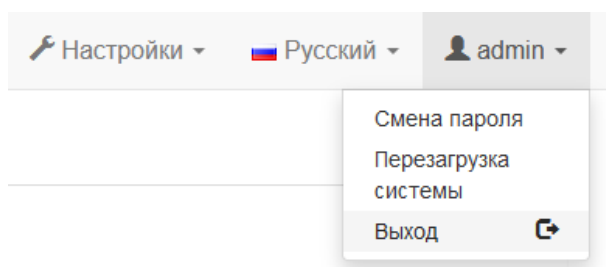 Настройки Русский admin
Смена пароля
Перезагрузка
системы
Выход